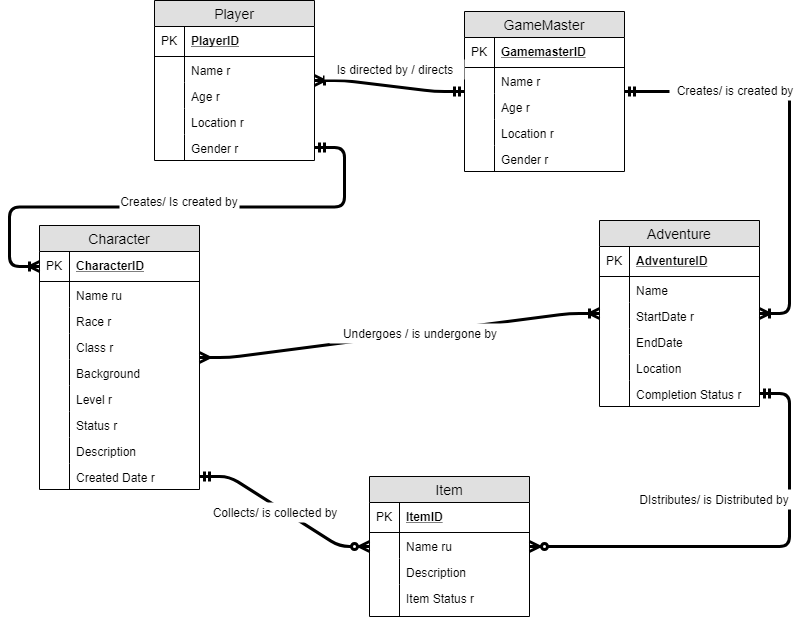 Player
PK PlayerID
Name r
Age r
Location r
Gender r
Is directed by / directs
GameMaster
PK GamemasterID
Name r
Age r
Location r
Gender r
Creates/ is created by
Creates/ Is created by
Character
PK CharacterID
Name ru
Race r
Class r
Background
Level r
Status r
Description
Created Date r
Undergoes / is undergone by
Adventure
PK AdventureID
Name
StartDate r
EndDate
Location
Completion Status r
Collects/ is collected by
Item
PK ItemID
Name ru
Description
Item Status r
DIstributes/ is Distributed by